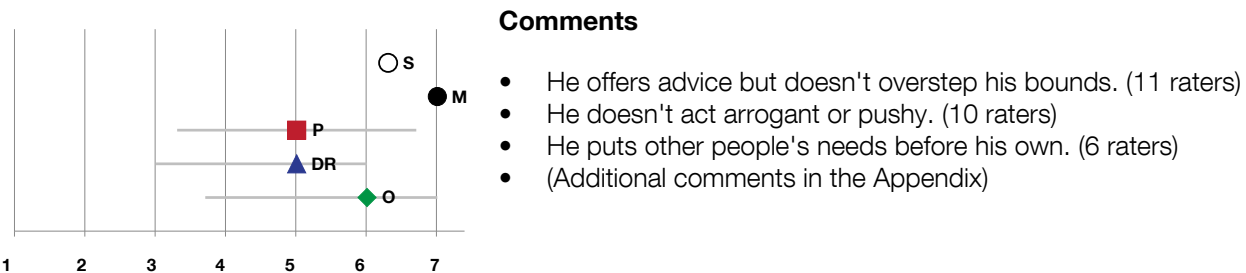 Comments
S
M
P
DR
O
1 2 3 4 5 6 7
• He offers advice but doesn't overstep his bounds. (11 raters)
• He doesn't act arrogant or pushy. (10 raters)
• He puts other people's needs before his own. (6 raters)
• (Additional comments in the Appendix)